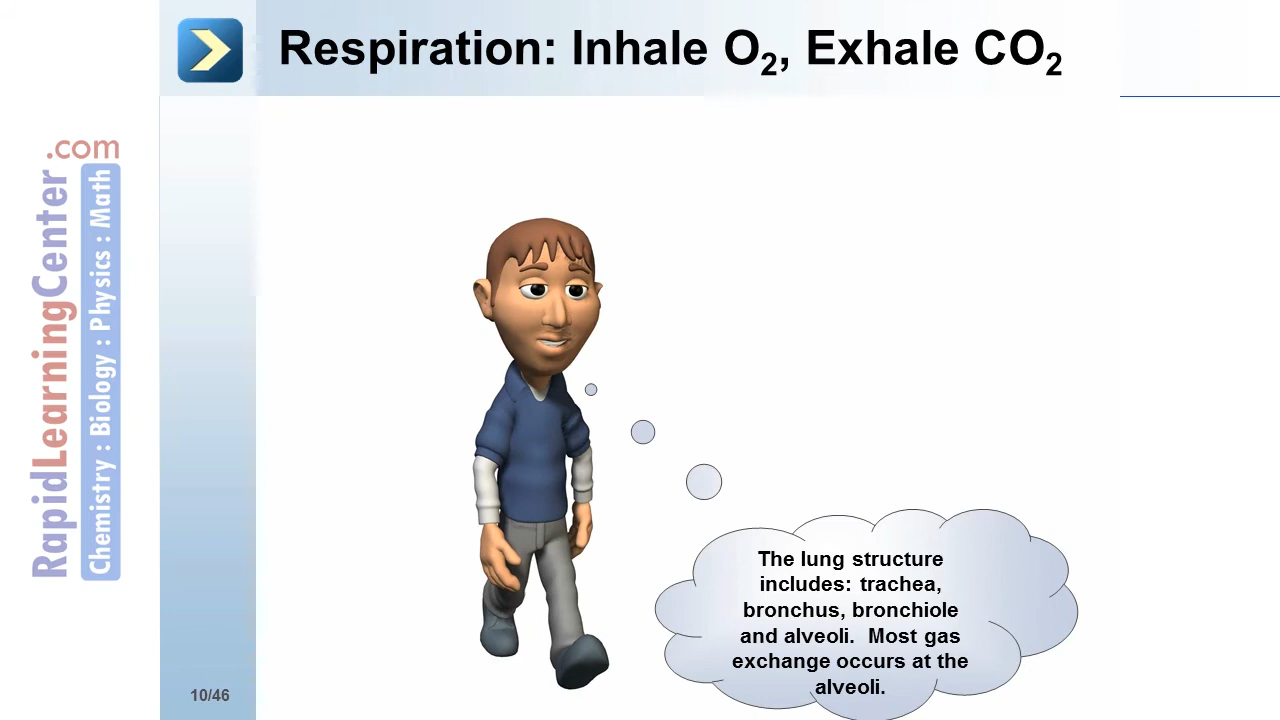 Respiration: Inhale O₂, Exhale CO₂
RapidLearningCenter.com
Chemistry : Biology : Physics : Math
The lung structure
includes: trachea,
bronchus, bronchiole
and alveoli. Most gas
exchange occurs at the
alveoli.
10/46